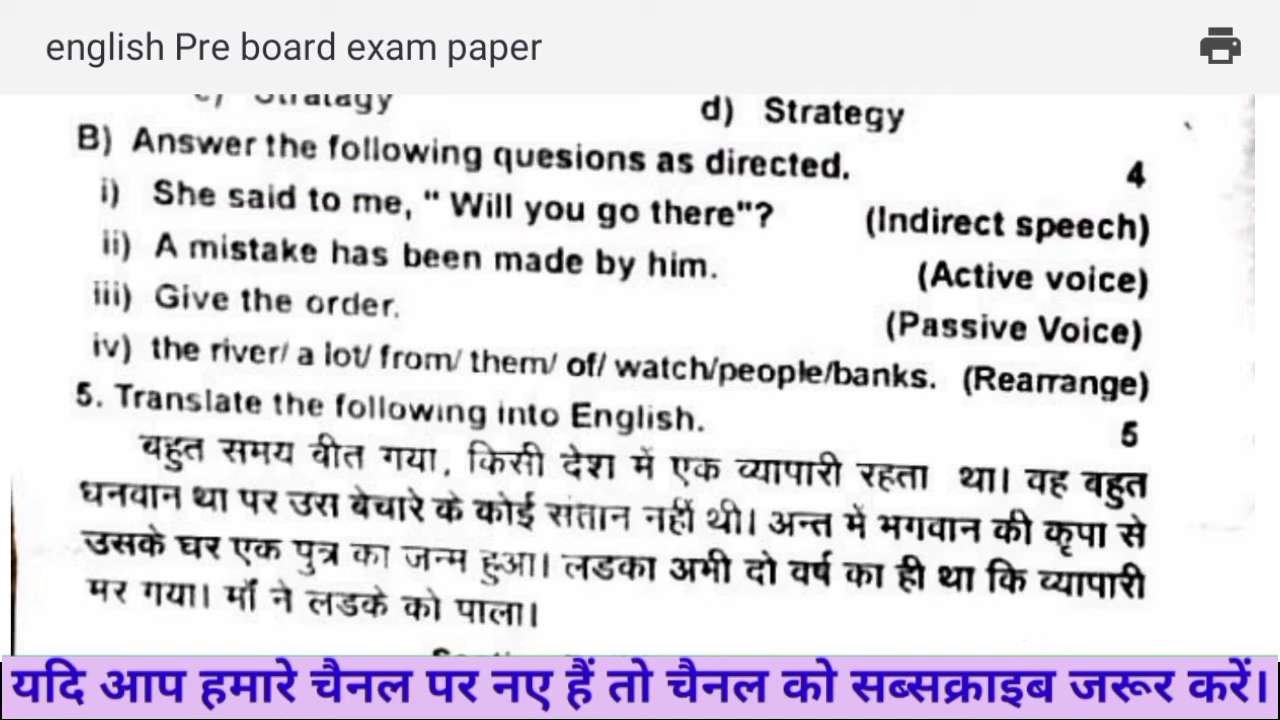 english Pre board exam paper
c) Stratagy d) Strategy
B) Answer the following quesions as directed. 4
i) She said to me, " Will you go there"? (Indirect speech)
ii) A mistake has been made by him. (Active voice)
iii) Give the order. (Passive Voice)
iv) the river/ a lot/ from/ them/ of/ watch/people/banks. (Rearrange)
5. Translate the following into English. 5
बहुत समय वीत गया, किसी देश में एक व्यापारी रहता था। वह बहुत
धनवान था पर उस बेचारे के कोई संतान नहीं थी। अन्त में भगवान की कृपा से
उसके घर एक पुत्र का जन्म हुआ। लडका अभी दो वर्ष का ही था कि व्यापारी
मर गया। माँ ने लडके को पाला।
यदि आप हमारे चैनल पर नए हैं तो चैनल को सब्सक्राइब जरूर करें।